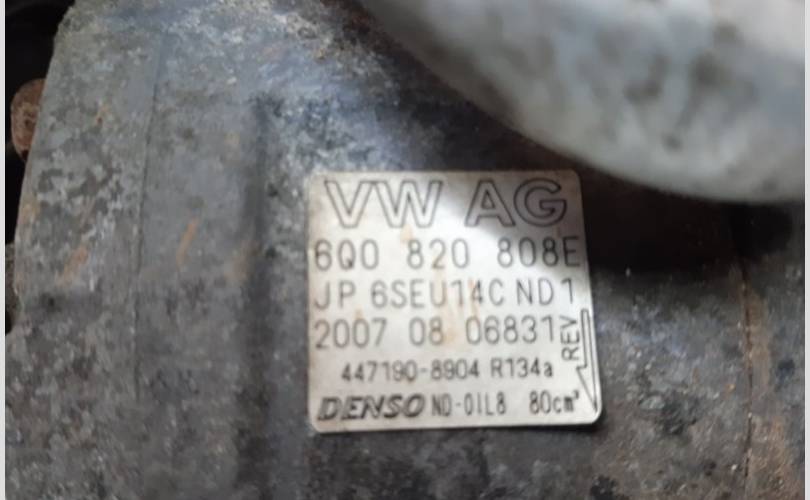 VW AG
6Q0 820 808E
JP 6SEU14C ND1
2007 08 06831
REV
447190-8904 R134a
DENSO ND-OIL8 80cm³